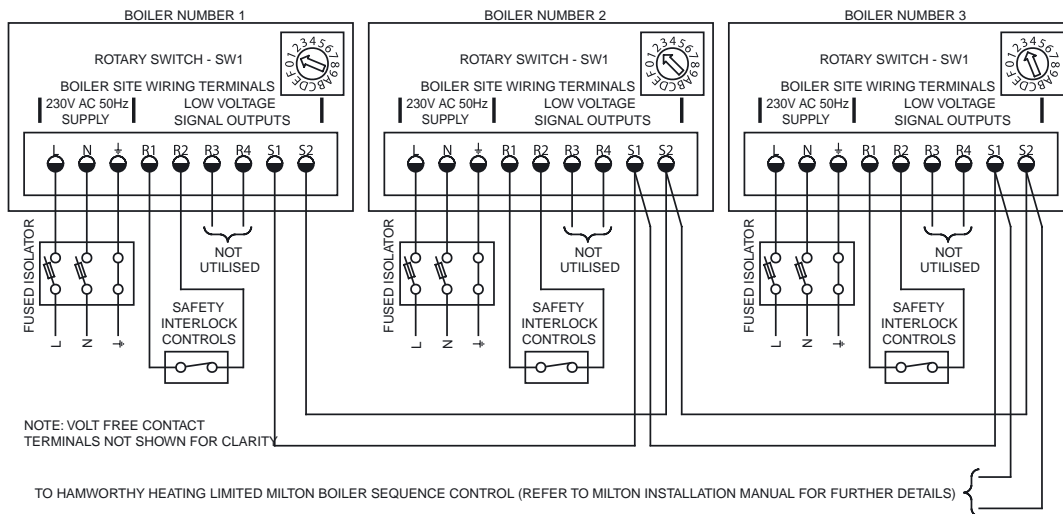 BOILER NUMBER 1
ROTARY SWITCH - SW1
0123456789ABCDEF
BOILER SITE WIRING TERMINALS
230V AC 50Hz
SUPPLY
LOW VOLTAGE
SIGNAL OUTPUTS
L N R1 R2 R3 R4 S1 S2
FUSED ISOLATOR
L N
NOT
UTILISED
SAFETY
INTERLOCK
CONTROLS
BOILER NUMBER 2
ROTARY SWITCH - SW1
0123456789ABCDEF
BOILER SITE WIRING TERMINALS
230V AC 50Hz
SUPPLY
LOW VOLTAGE
SIGNAL OUTPUTS
L N R1 R2 R3 R4 S1 S2
FUSED ISOLATOR
L N
NOT
UTILISED
SAFETY
INTERLOCK
CONTROLS
BOILER NUMBER 3
ROTARY SWITCH - SW1
0123456789ABCDEF
BOILER SITE WIRING TERMINALS
230V AC 50Hz
SUPPLY
LOW VOLTAGE
SIGNAL OUTPUTS
L N R1 R2 R3 R4 S1 S2
FUSED ISOLATOR
L N
NOT
UTILISED
SAFETY
INTERLOCK
CONTROLS
NOTE: VOLT FREE CONTACT
TERMINALS NOT SHOWN FOR CLARITY
TO HAMWORTHY HEATING LIMITED MILTON BOILER SEQUENCE CONTROL (REFER TO MILTON INSTALLATION MANUAL FOR FURTHER DETAILS)